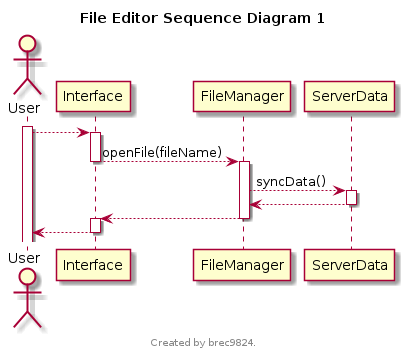 File Editor Sequence Diagram 1
User
Interface
FileManager
ServerData
openFile(fileName)
syncData()
User
Interface
FileManager
ServerData
Created by brec9824.